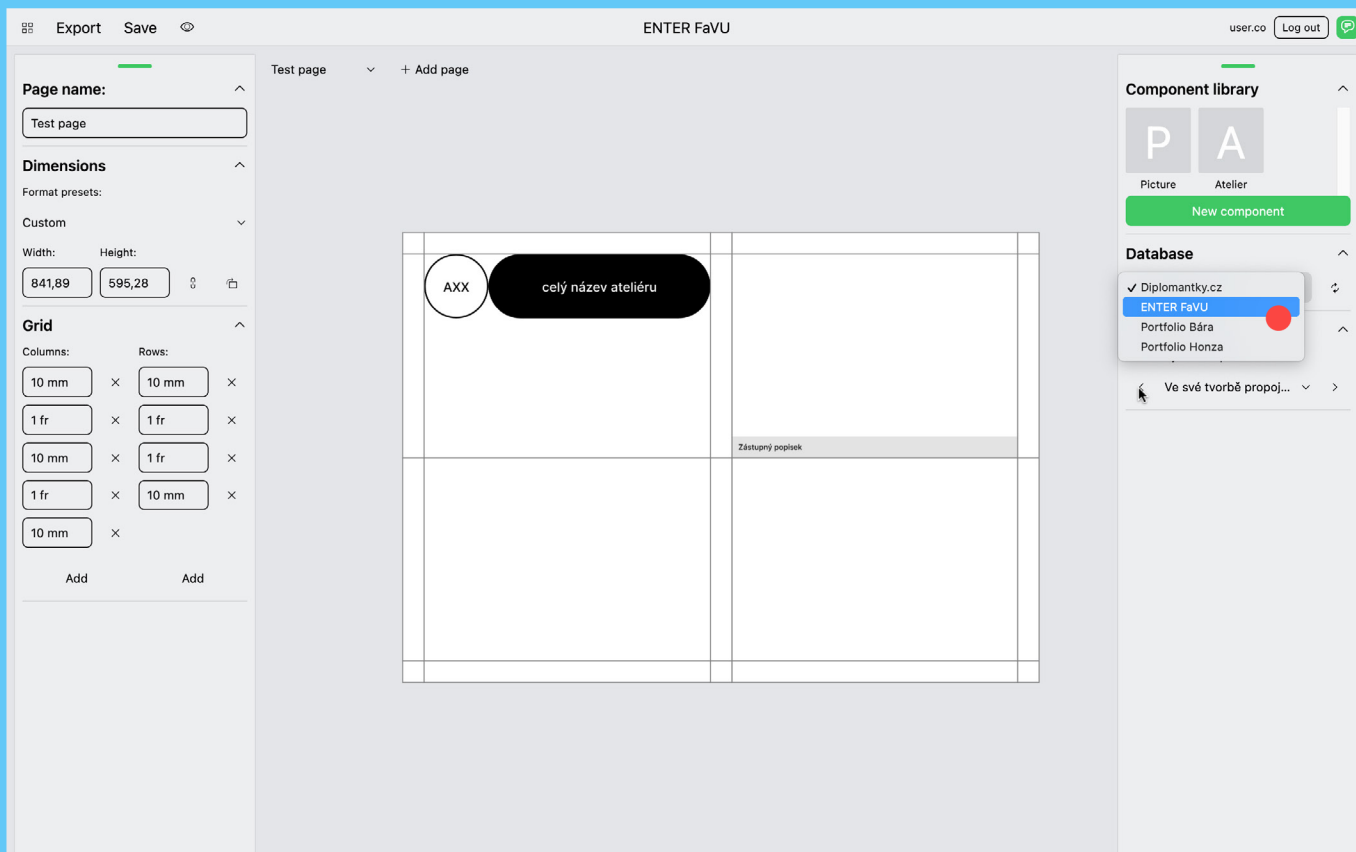 Export Save ENTER FaVU user.co Log out
Test page + Add page
Page name:
Test page
Dimensions
Format presets:
Custom
Width: Height:
841,89 595,28
Grid
Columns: Rows:
10 mm × 10 mm ×
1 fr × 1 fr ×
10 mm × 1 fr ×
1 fr × 10 mm ×
10 mm ×
Add Add
AXX celý název ateliéru
Zástupný popisek
Component library
P A
Picture Atelier
New component
Database
✓ Diplomantky.cz
ENTER FaVU
Portfolio Bára
Portfolio Honza
Ve své tvorbě propoj...